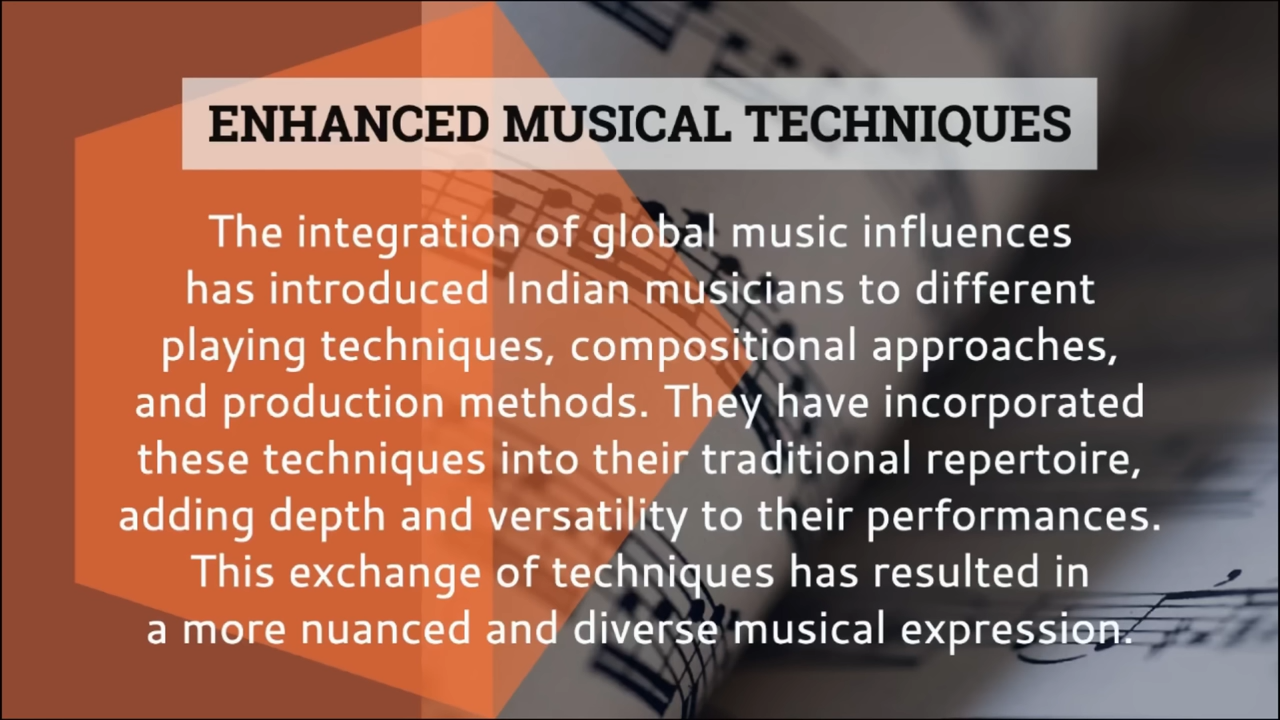 ENHANCED MUSICAL TECHNIQUES
The integration of global music influences
has introduced Indian musicians to different
playing techniques, compositional approaches,
and production methods. They have incorporated
these techniques into their traditional repertoire,
adding depth and versatility to their performances.
This exchange of techniques has resulted in
a more nuanced and diverse musical expression.